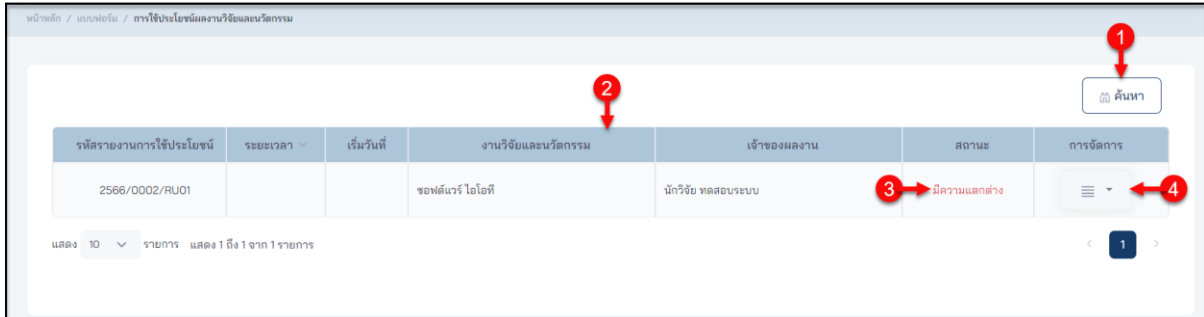 หน้าหลัก / แบบฟอร์ม / การใช้ประโยชน์ผลงานวิจัยและนวัตกรรม
1
ค้นหา
2
รหัสรายงานการใช้ประโยชน์ ระยะเวลา เริ่มวันที่ งานวิจัยและนวัตกรรม เจ้าของผลงาน สถานะ การจัดการ
2566/0002/RU01 ซอฟต์แวร์ ไอโอที นักวิจัย ทดสอบระบบ 3 มีความแตกต่าง 4
แสดง 10 รายการ แสดง 1 ถึง 1 จาก 1 รายการ < 1 >